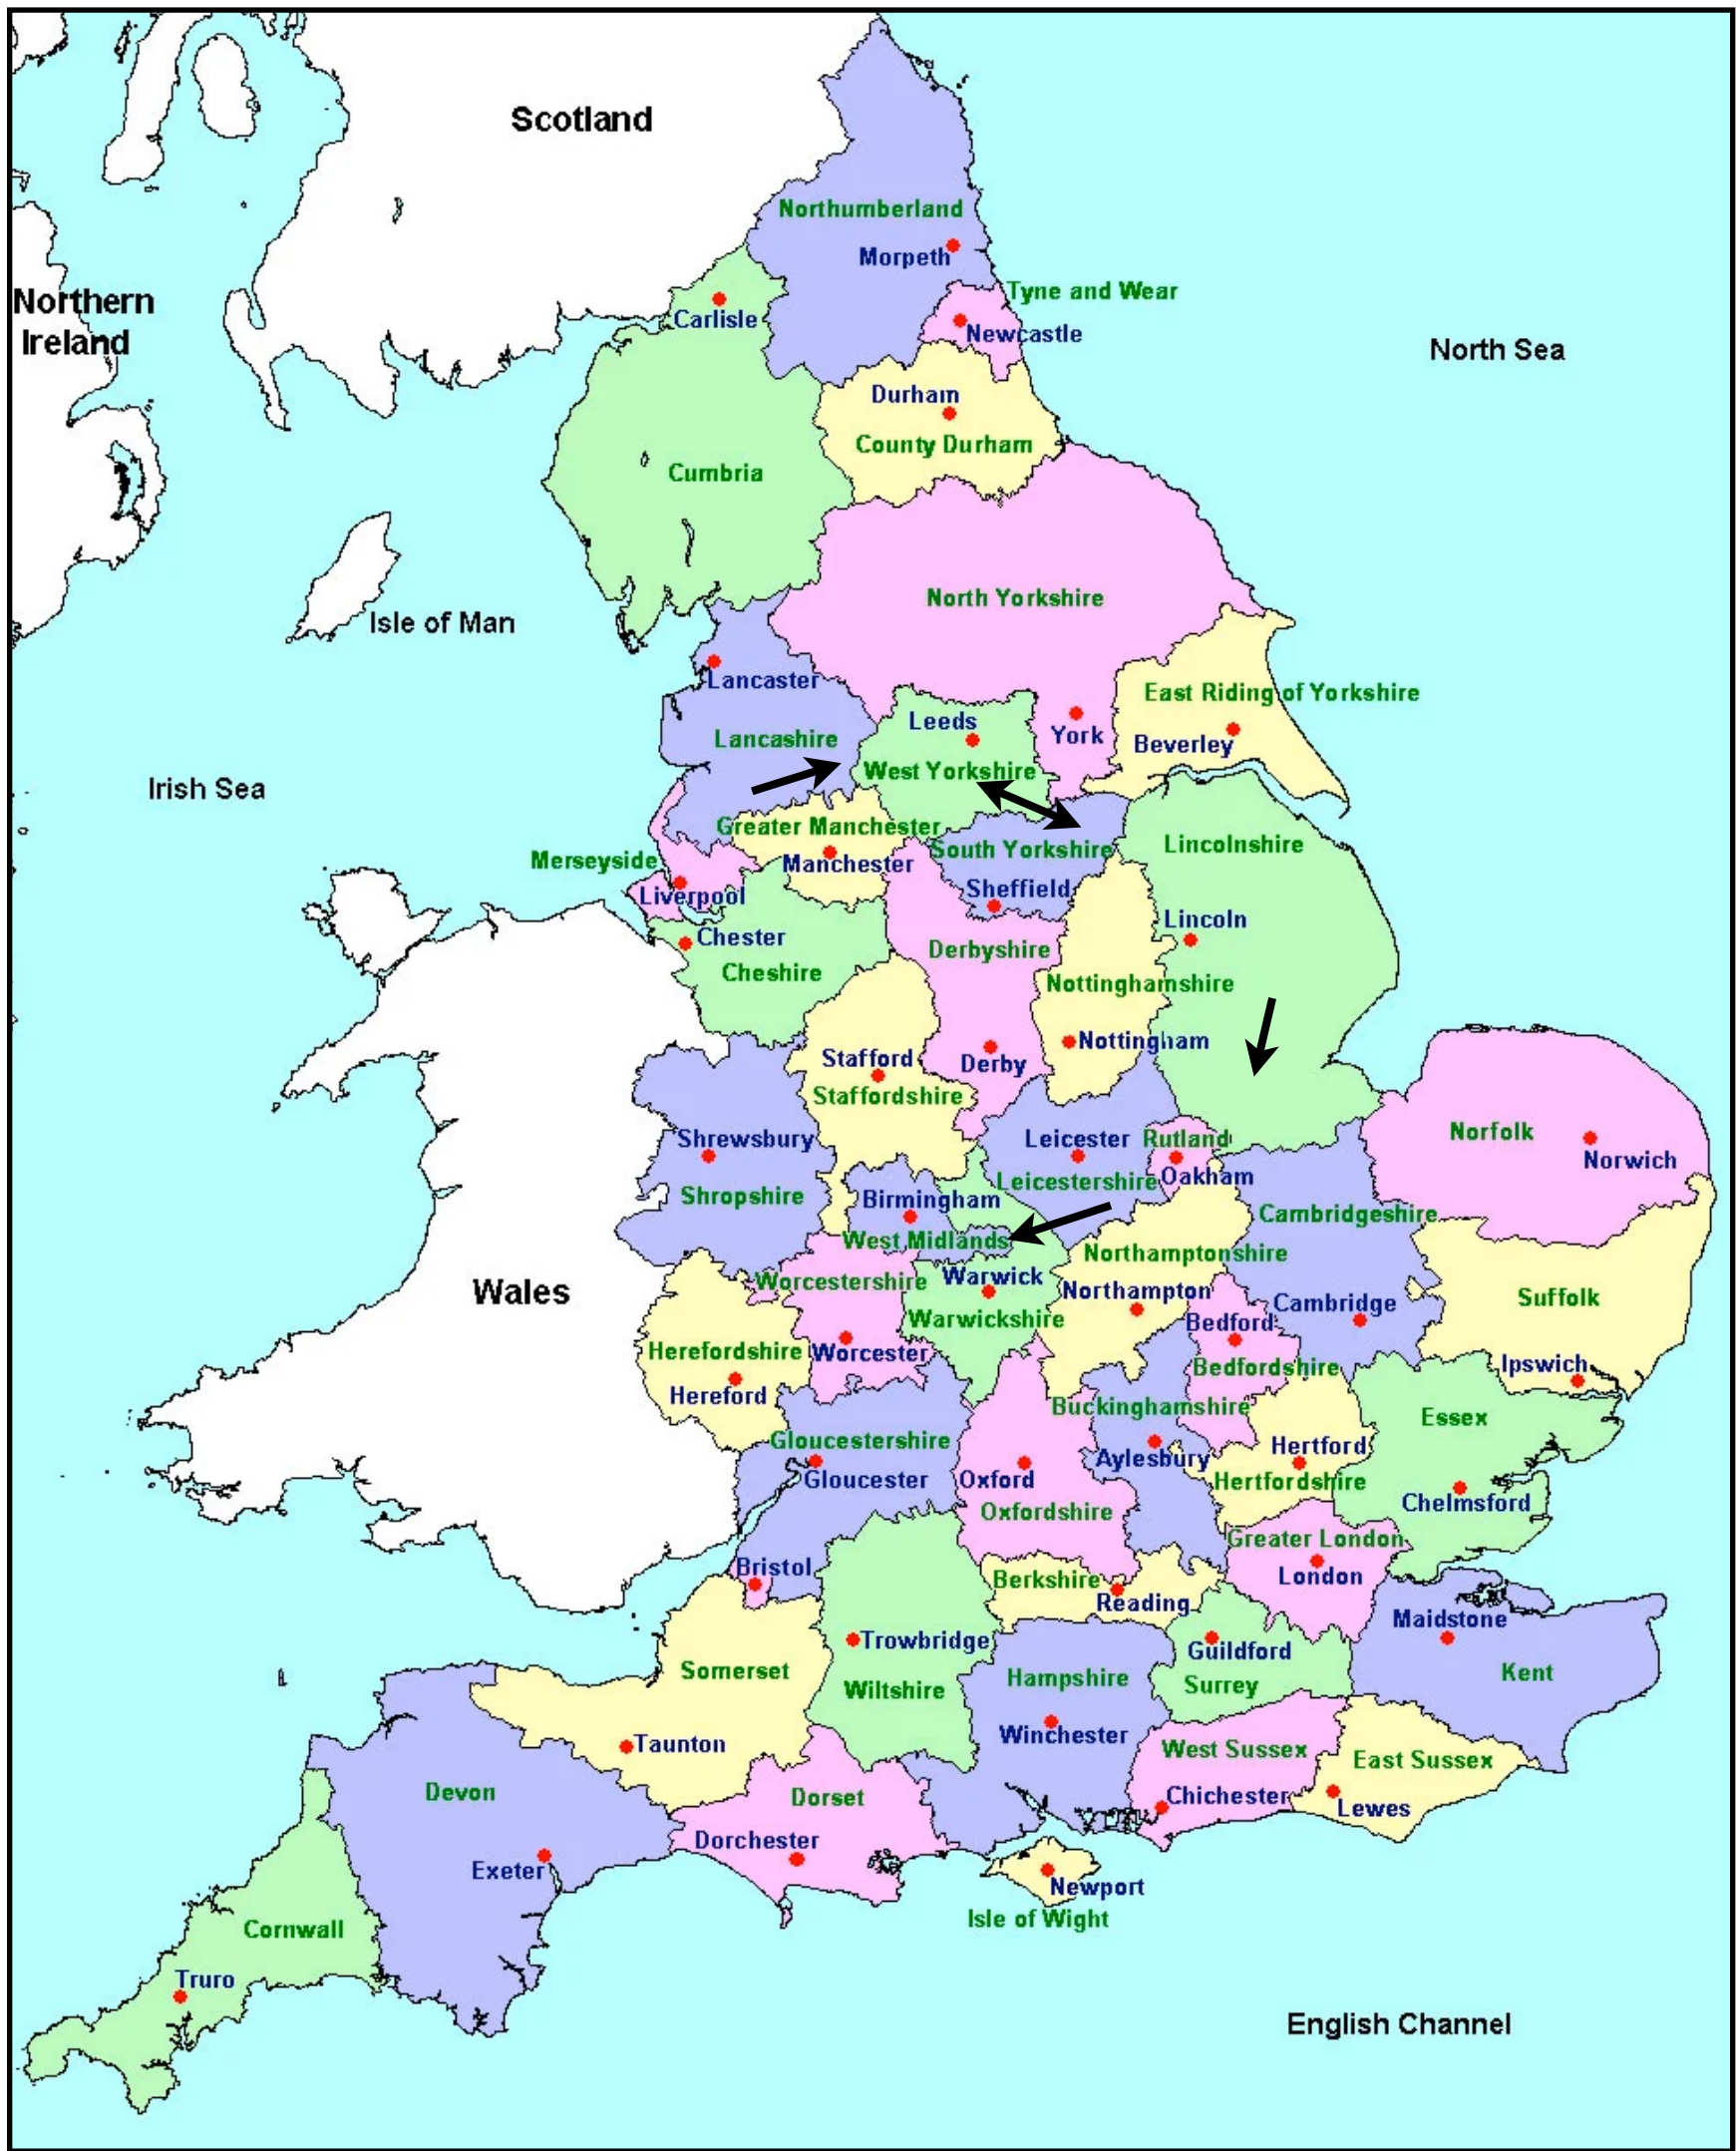 Scotland
Northumberland
Morpeth
Tyne and Wear
Northern
Ireland
Carlisle
Newcastle
North Sea
Durham
County Durham
Cumbria
North Yorkshire
Isle of Man
Lancaster
East Riding of Yorkshire
Leeds
York
Beverley
Lancashire
West Yorkshire
Irish Sea
Greater Manchester
Lincolnshire
South Yorkshire
Merseyside
Manchester
Sheffield
Liverpool
Lincoln
Chester
Derbyshire
Cheshire
Nottinghamshire
Nottingham
Stafford
Derby
Staffordshire
Norfolk
Shrewsbury
Leicester
Rutland
Norwich
Oakham
Leicestershire
Shropshire
Birmingham
Cambridgeshire
West Midlands
Northamptonshire
Worcestershire
Warwick
Wales
Northampton
Suffolk
Cambridge
Warwickshire
Bedford
Herefordshire
Worcester
Ipswich
Bedfordshire
Hereford
Buckinghamshire
Essex
Gloucestershire
Hertford
Aylesbury
Gloucester
Oxford
Hertfordshire
Chelmsford
Oxfordshire
Greater London
Bristol
London
Berkshire
Reading
Maidstone
Trowbridge
Guildford
Somerset
Hampshire
Kent
Surrey
Wiltshire
Winchester
Taunton
West Sussex
East Sussex
Devon
Dorset
Chichester
Lewes
Dorchester
Exeter
Newport
Isle of Wight
Cornwall
Truro
English Channel